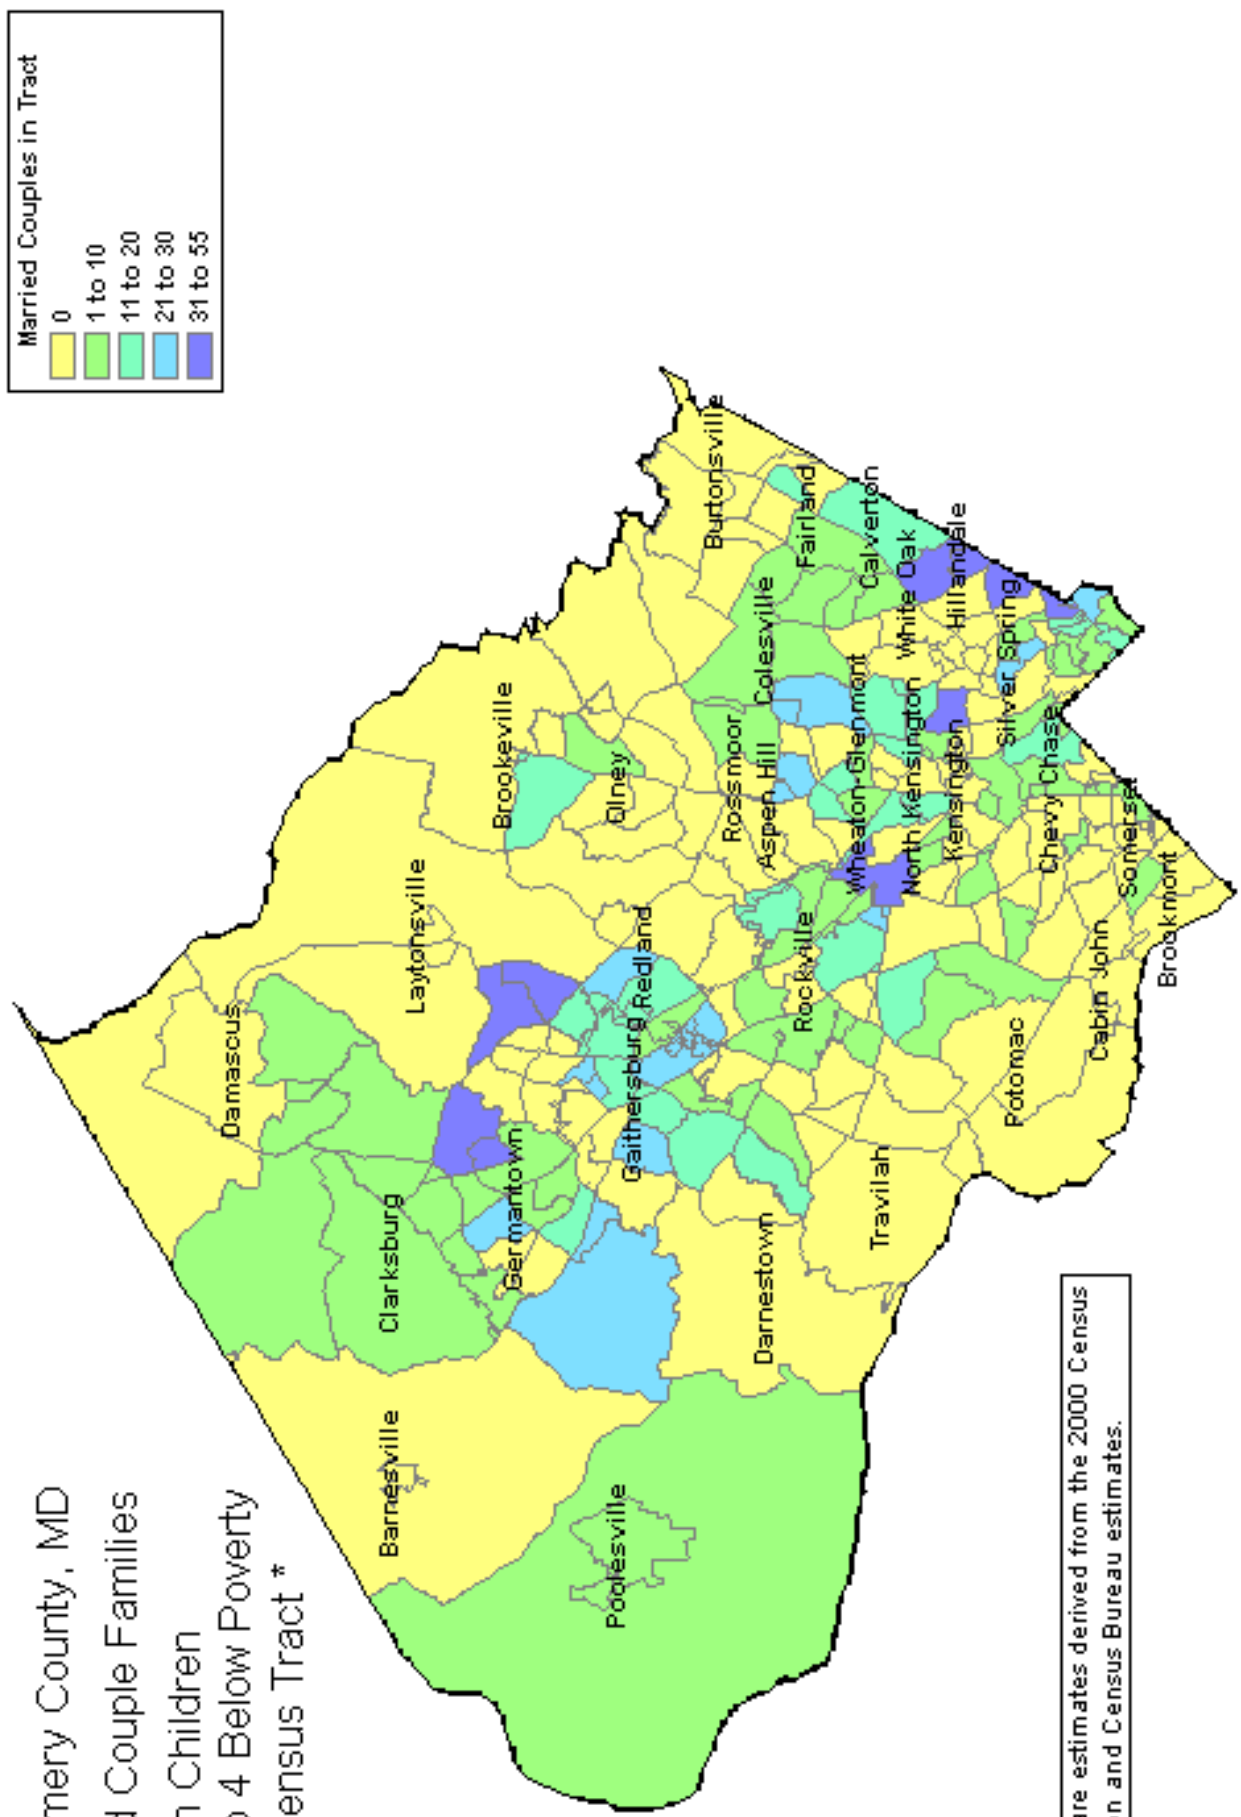 mery County, MD
d Couple Families
n Children
o 4 Below Poverty
ensus Tract *
Married Couples in Tract
0
1 to 10
11 to 20
21 to 30
31 to 55
Damascus
Laytonsville
Brookeville
Clarksburg
Barnesville
Germantown
Olney
Gaithersburg
Redland
Poolesville
Burtonsville
Rossmoor
Colesville
Aspen Hill
Fairland
Darnestown
Rockville
Wheaton-Glenmont
Calverton
Travilah
North Kensington
White Oak
Kensington
Hillandale
Potomac
Silver Spring
Chevy Chase
Cabin John
Somerset
Brookmont
re estimates derived from the 2000 Census
n and Census Bureau estimates.